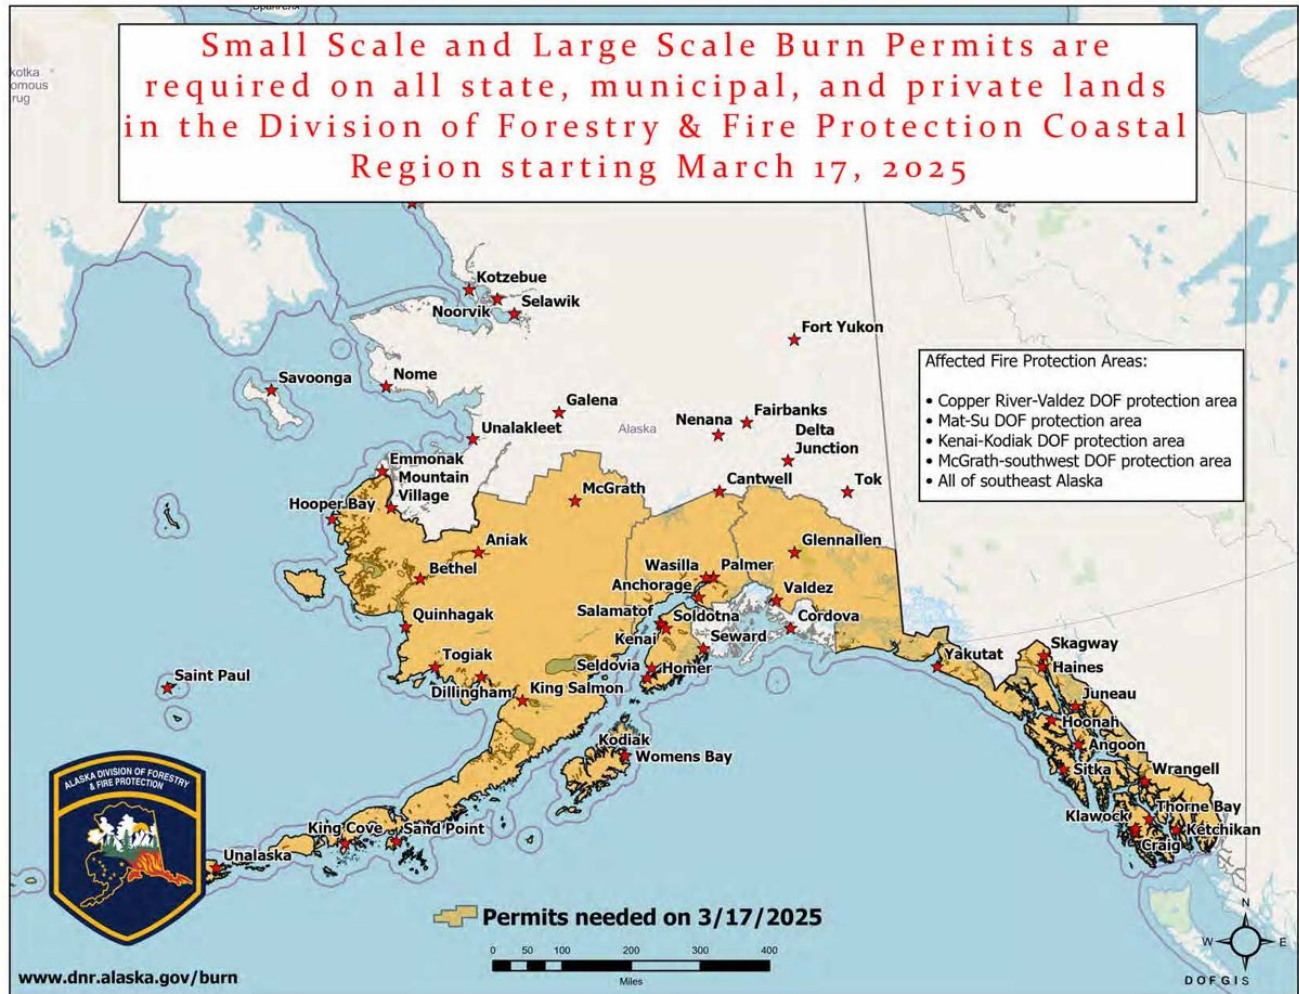 Small Scale and Large Scale Burn Permits are
required on all state, municipal, and private lands
in the Division of Forestry & Fire Protection Coastal
Region starting March 17, 2025
kotka
omous
rug
Kotzebue
Noorvik
Selawik
Fort Yukon
Savoonga
Nome
Galena
Unalakleet
Alaska
Nenana
Fairbanks
Delta
Junction
Affected Fire Protection Areas:
• Copper River-Valdez DOF protection area
• Mat-Su DOF protection area
• Kenai-Kodiak DOF protection area
• McGrath-southwest DOF protection area
• All of southeast Alaska
Emmonak
Mountain
Village
Hooper Bay
McGrath
Cantwell
Tok
Aniak
Glennallen
Bethel
Wasilla
Palmer
Anchorage
Valdez
Quinhagak
Salamatof
Soldotna
Cordova
Kenai
Seward
Togiak
Seldovia
Homer
Yakutat
Skagway
Haines
Saint Paul
Dillingham
King Salmon
Juneau
Hoonah
Kodiak
Womens Bay
Angoon
Sitka
Wrangell
Thorne Bay
Klawock
Ketchikan
Craig
King Cove
Sand Point
Unalaska
ALASKA DIVISION OF FORESTRY
& FIRE PROTECTION
Permits needed on 3/17/2025
0 50 100 200 300 400
Miles
N
W E
S
DOFGIS
www.dnr.alaska.gov/burn